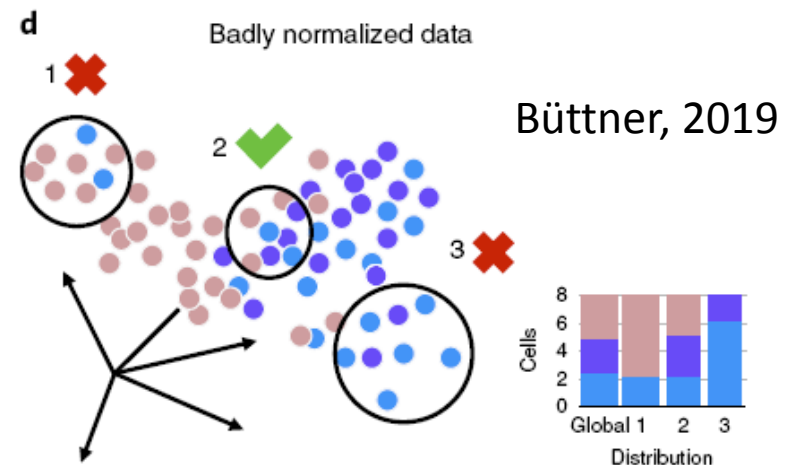 d
Badly normalized data
1
Büttner, 2019
2
3
8
6
4
2
0
Cells
Global 1 2 3
Distribution